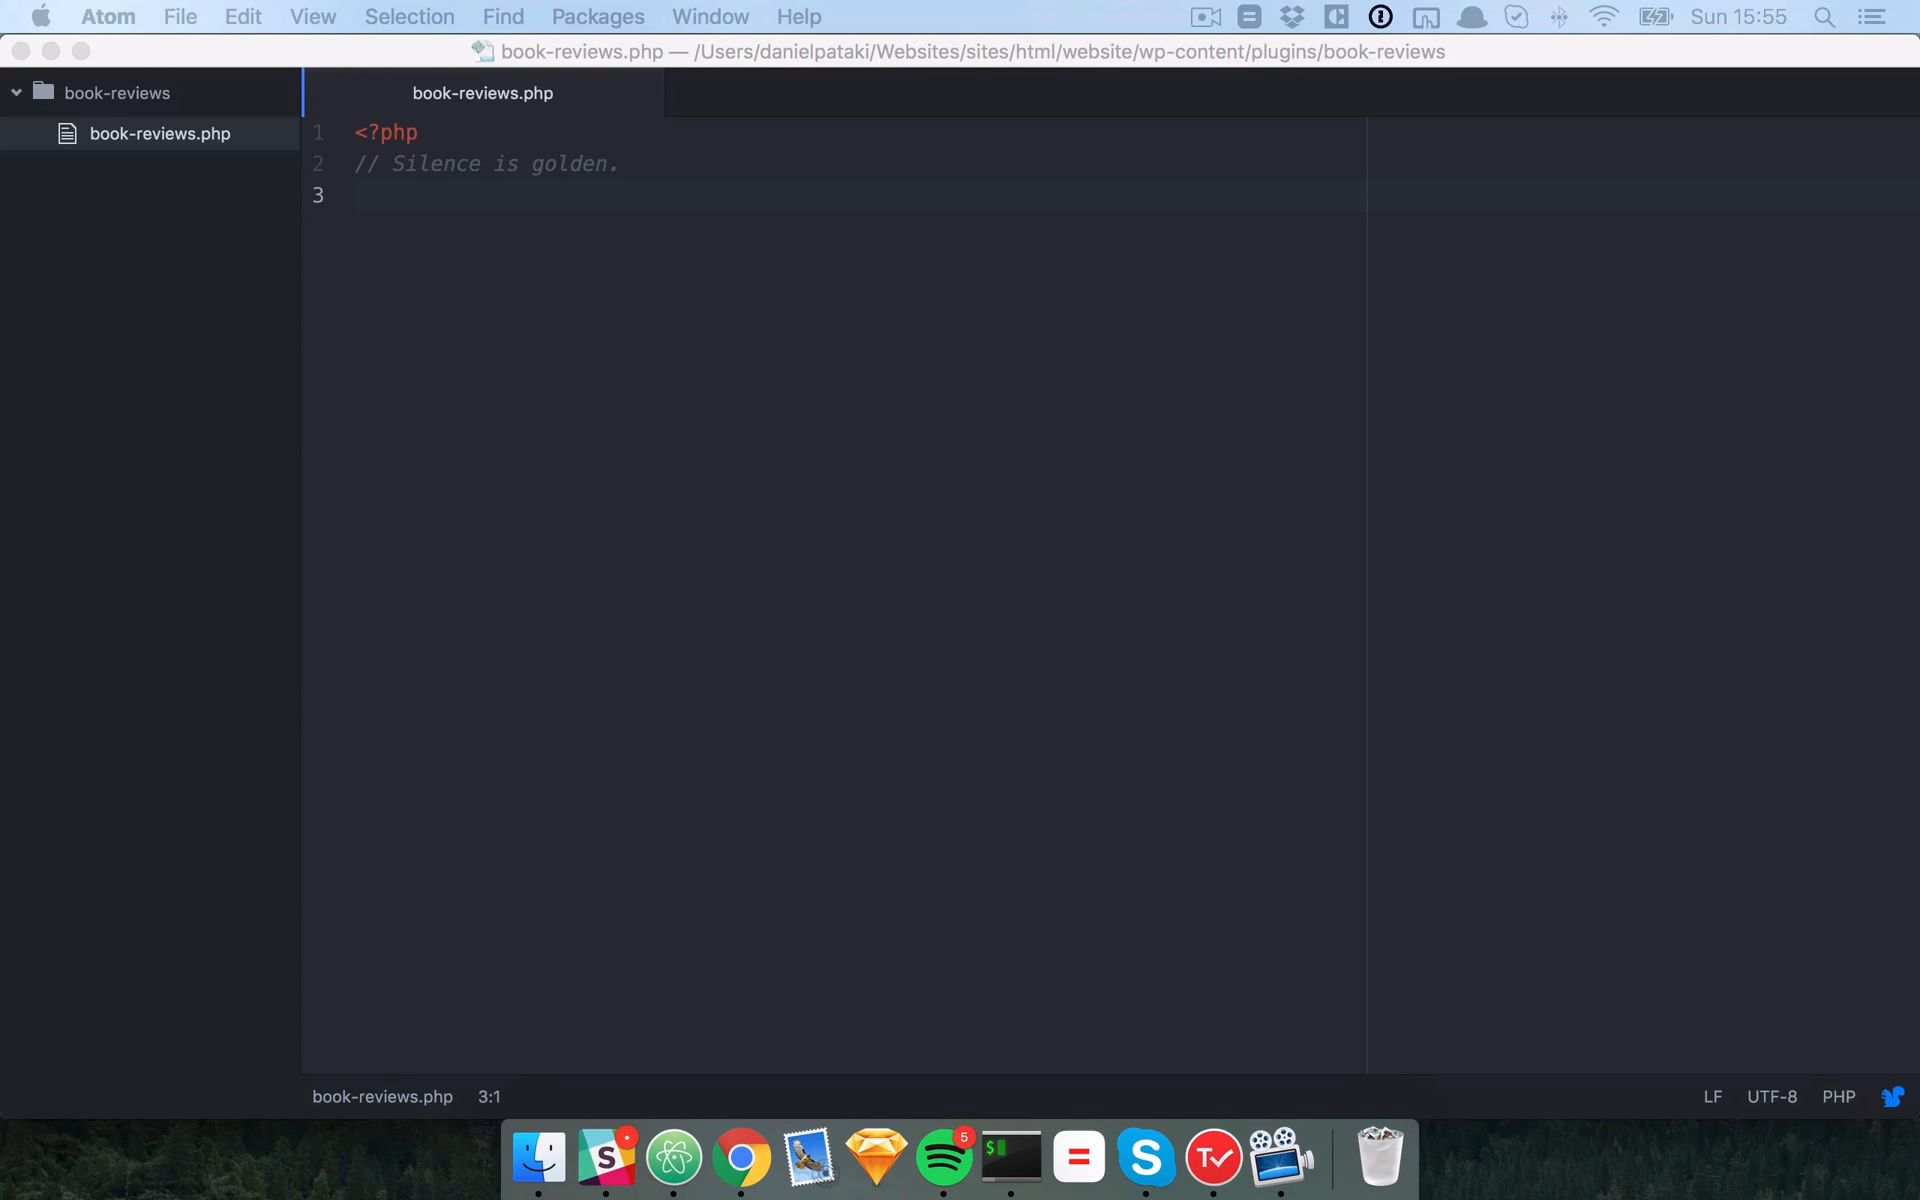 Atom File Edit View Selection Find Packages Window Help Sun 15:55
book-reviews.php — /Users/danielpataki/Websites/sites/html/website/wp-content/plugins/book-reviews
book-reviews
book-reviews.php
book-reviews.php
1 <?php
2 // Silence is golden.
3
book-reviews.php 3:1 LF UTF-8 PHP
S 5 $ = S TV